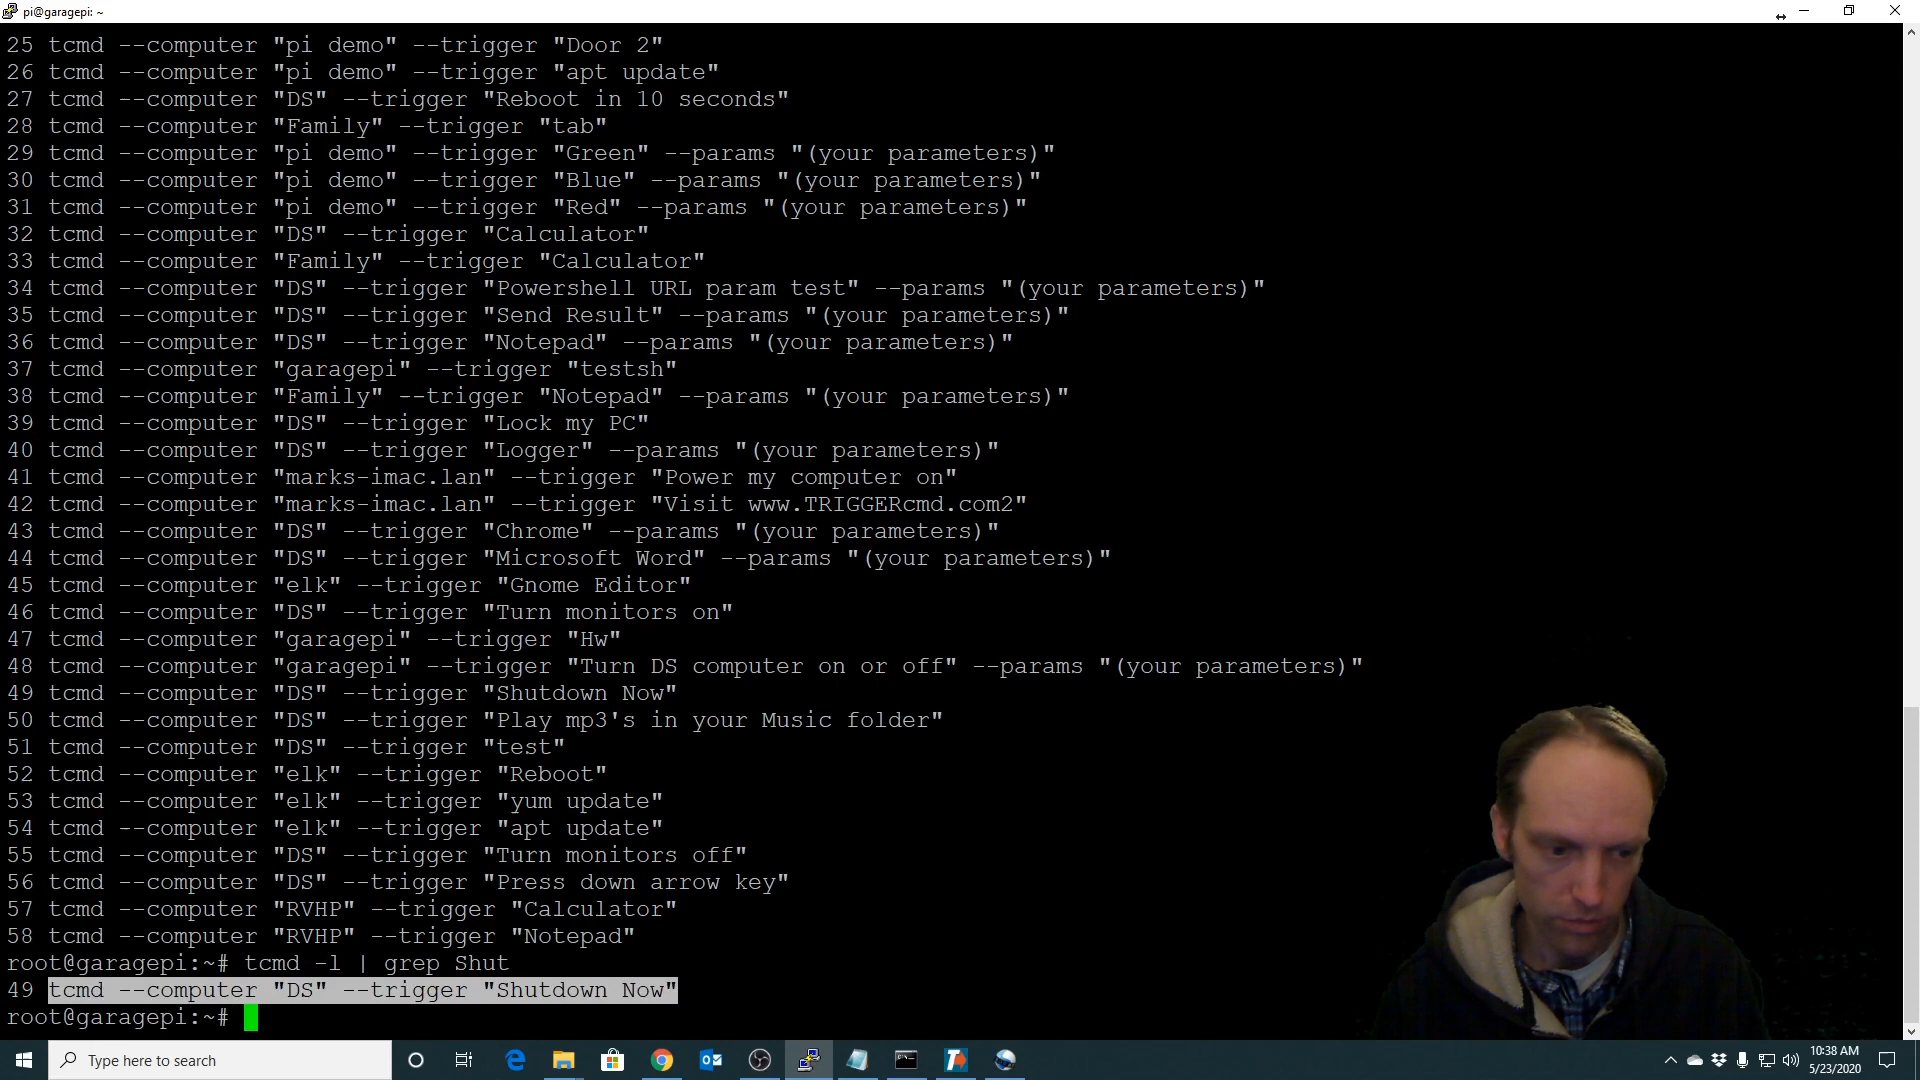 pi@garagepi: ~
25 tcmd --computer "pi demo" --trigger "Door 2"
26 tcmd --computer "pi demo" --trigger "apt update"
27 tcmd --computer "DS" --trigger "Reboot in 10 seconds"
28 tcmd --computer "Family" --trigger "tab"
29 tcmd --computer "pi demo" --trigger "Green" --params "(your parameters)"
30 tcmd --computer "pi demo" --trigger "Blue" --params "(your parameters)"
31 tcmd --computer "pi demo" --trigger "Red" --params "(your parameters)"
32 tcmd --computer "DS" --trigger "Calculator"
33 tcmd --computer "Family" --trigger "Calculator"
34 tcmd --computer "DS" --trigger "Powershell URL param test" --params "(your parameters)"
35 tcmd --computer "DS" --trigger "Send Result" --params "(your parameters)"
36 tcmd --computer "DS" --trigger "Notepad" --params "(your parameters)"
37 tcmd --computer "garagepi" --trigger "testsh"
38 tcmd --computer "Family" --trigger "Notepad" --params "(your parameters)"
39 tcmd --computer "DS" --trigger "Lock my PC"
40 tcmd --computer "DS" --trigger "Logger" --params "(your parameters)"
41 tcmd --computer "marks-imac.lan" --trigger "Power my computer on"
42 tcmd --computer "marks-imac.lan" --trigger "Visit www.TRIGGERcmd.com2"
43 tcmd --computer "DS" --trigger "Chrome" --params "(your parameters)"
44 tcmd --computer "DS" --trigger "Microsoft Word" --params "(your parameters)"
45 tcmd --computer "elk" --trigger "Gnome Editor"
46 tcmd --computer "DS" --trigger "Turn monitors on"
47 tcmd --computer "garagepi" --trigger "Hw"
48 tcmd --computer "garagepi" --trigger "Turn DS computer on or off" --params "(your parameters)"
49 tcmd --computer "DS" --trigger "Shutdown Now"
50 tcmd --computer "DS" --trigger "Play mp3's in your Music folder"
51 tcmd --computer "DS" --trigger "test"
52 tcmd --computer "elk" --trigger "Reboot"
53 tcmd --computer "elk" --trigger "yum update"
54 tcmd --computer "elk" --trigger "apt update"
55 tcmd --computer "DS" --trigger "Turn monitors off"
56 tcmd --computer "DS" --trigger "Press down arrow key"
57 tcmd --computer "RVHP" --trigger "Calculator"
58 tcmd --computer "RVHP" --trigger "Notepad"
root@garagepi:~# tcmd -l | grep Shut
49 tcmd --computer "DS" --trigger "Shutdown Now"
root@garagepi:~#
Type here to search
10:38 AM
5/23/2020